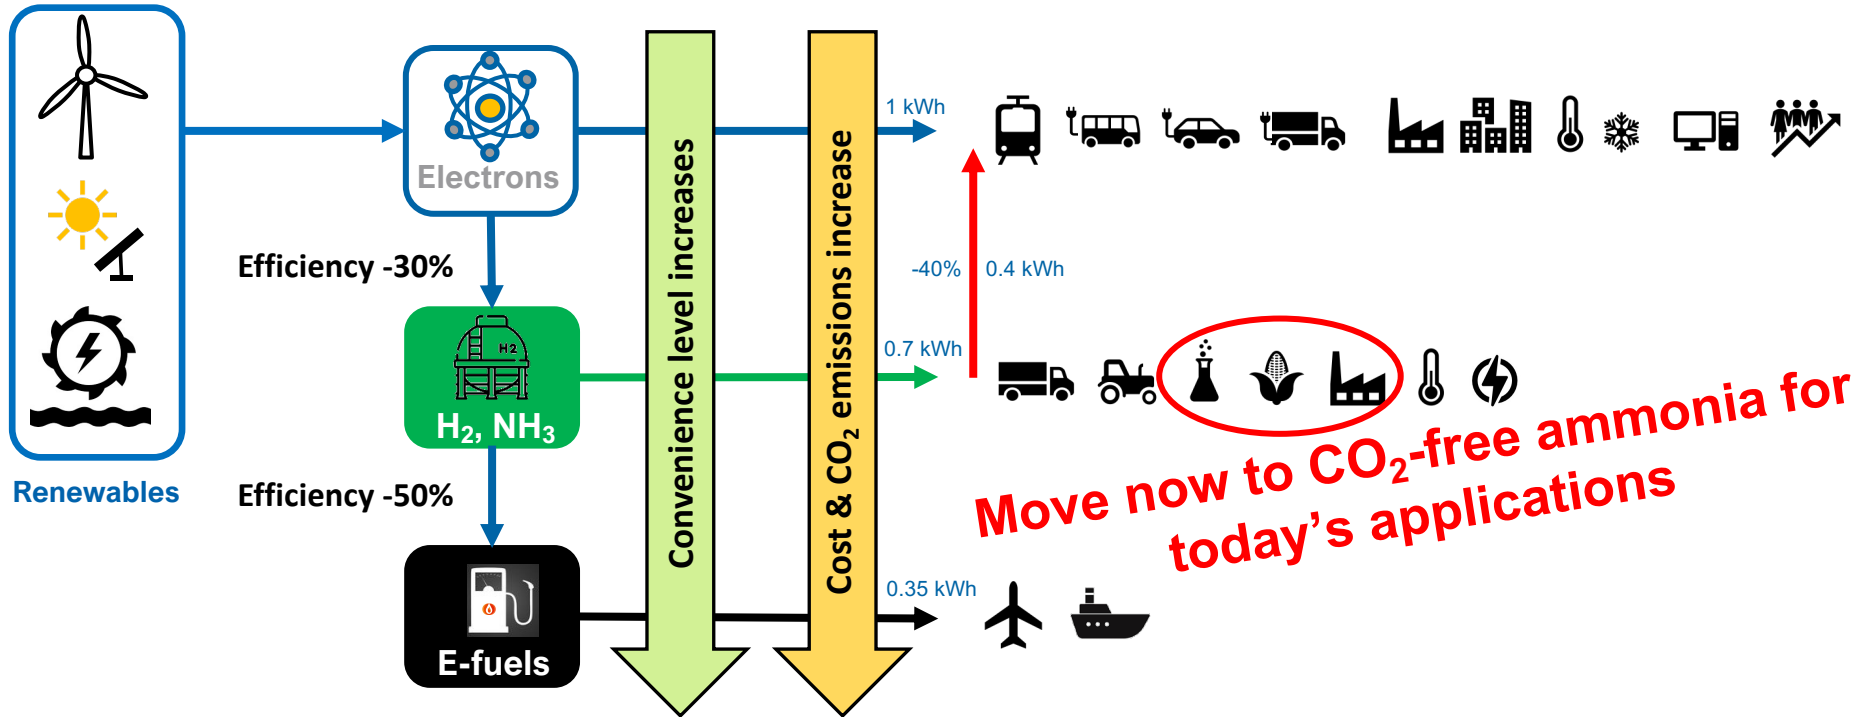 Renewables
Electrons
Efficiency -30%
H2
H₂, NH₃
Efficiency -50%
E-fuels
Convenience level increases
Cost & CO₂ emissions increase
1 kWh
-40%
0.4 kWh
0.7 kWh
0.35 kWh
Move now to CO₂-free ammonia for
today’s applications